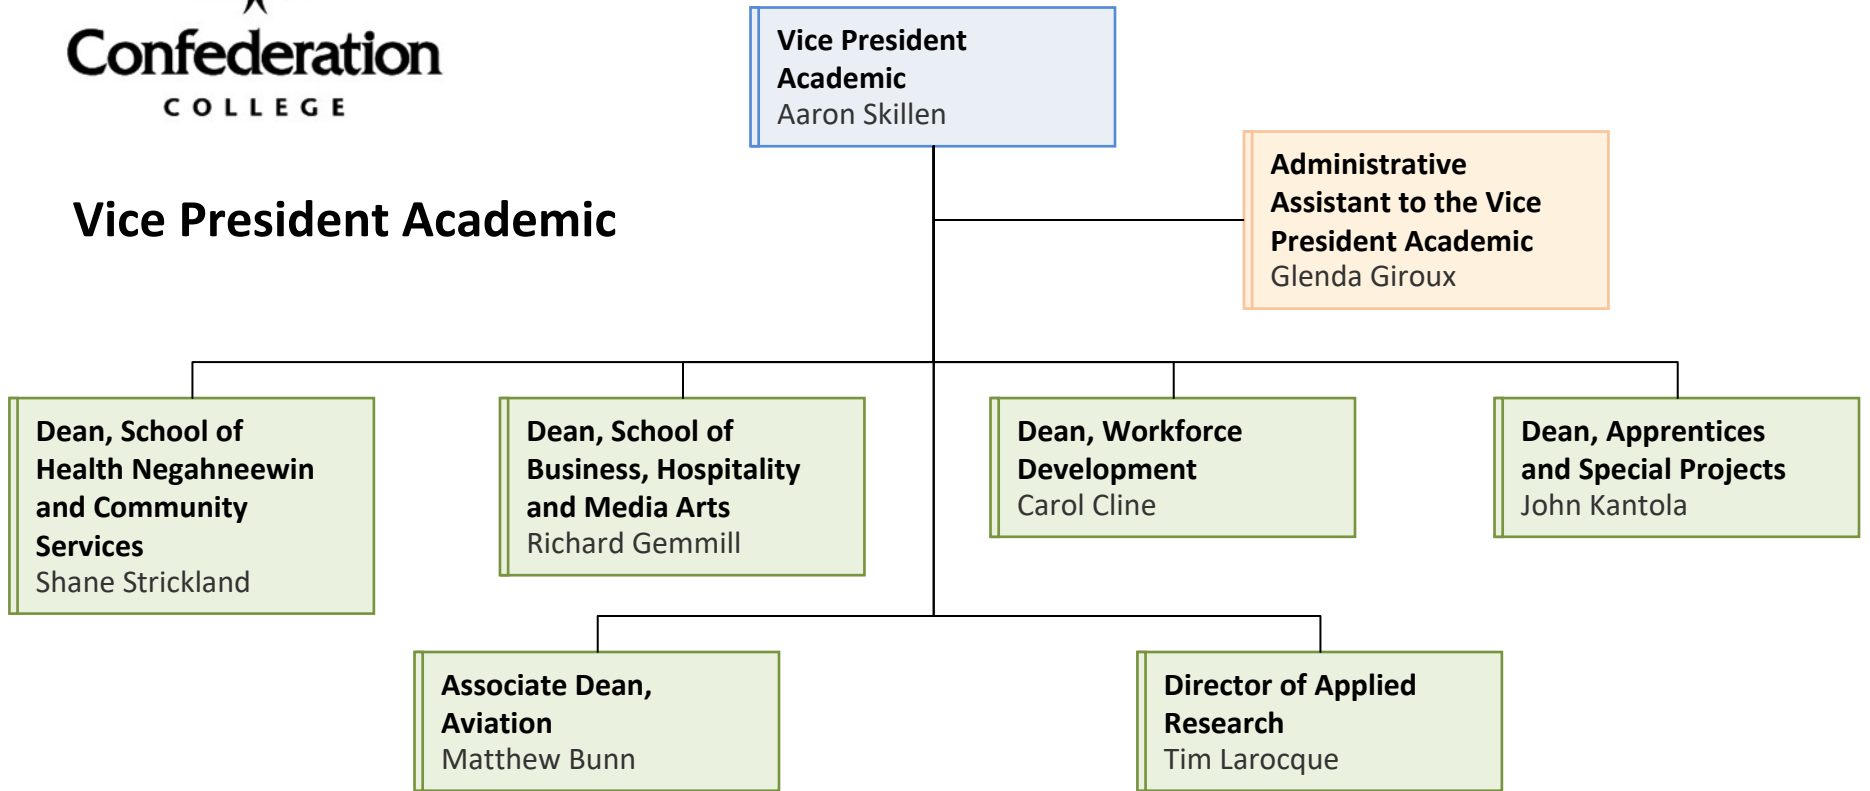 Confederation
COLLEGE
Vice President Academic
Vice President
Academic
Aaron Skillen
Administrative
Assistant to the Vice
President Academic
Glenda Giroux
Dean, School of
Health Negahneewin
and Community
Services
Shane Strickland
Dean, School of
Business, Hospitality
and Media Arts
Richard Gemmill
Dean, Workforce
Development
Carol Cline
Dean, Apprentices
and Special Projects
John Kantola
Associate Dean,
Aviation
Matthew Bunn
Director of Applied
Research
Tim Larocque